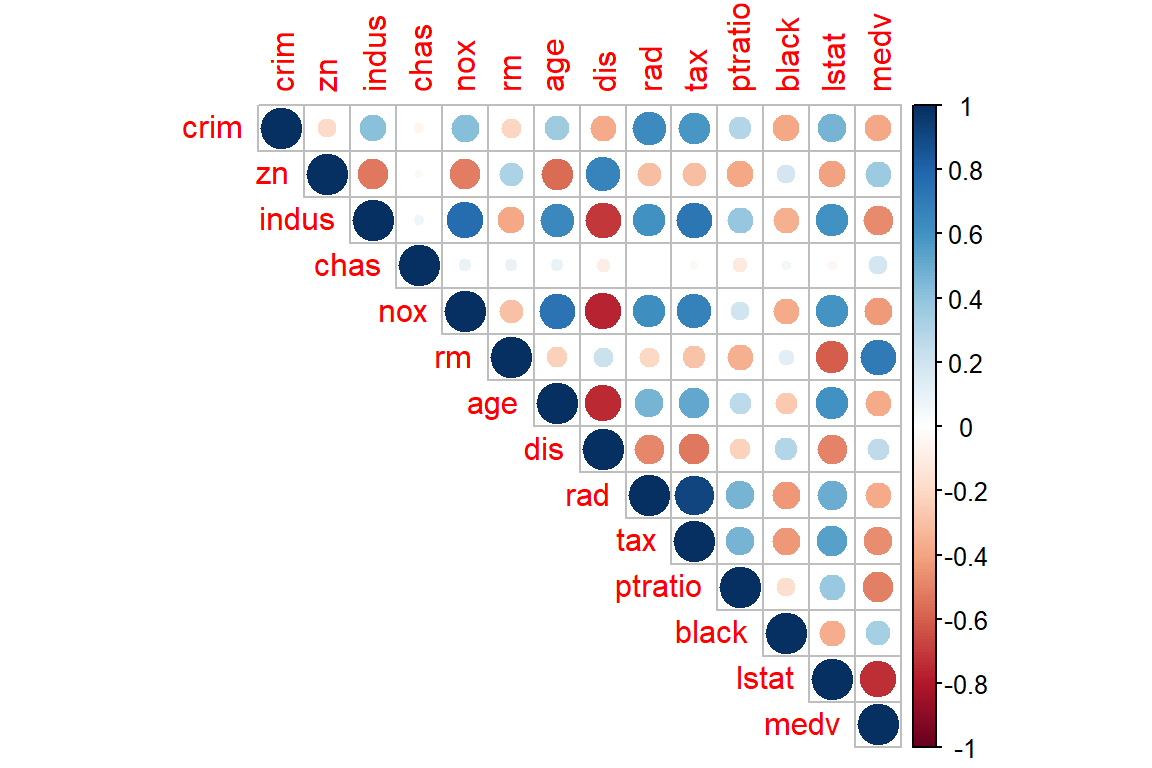 crim zn indus chas nox rm age dis rad tax ptratio black lstat medv
crim
zn
indus
chas
nox
rm
age
dis
rad
tax
ptratio
black
lstat
medv
1
0.8
0.6
0.4
0.2
0
-0.2
-0.4
-0.6
-0.8
-1